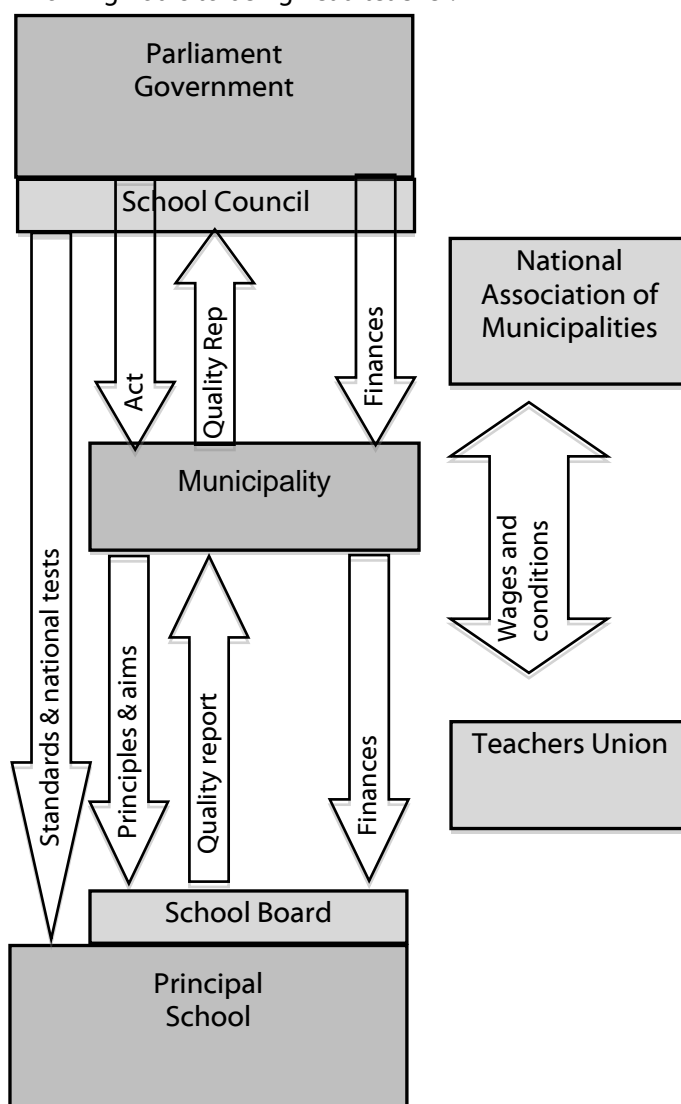 Parliament
Government
School Council
National
Association of
Municipalities
Act
Quality Rep
Finances
Municipality
Wages and
conditions
Standards & national tests
Principles & aims
Quality report
Finances
Teachers Union
School Board
Principal
School